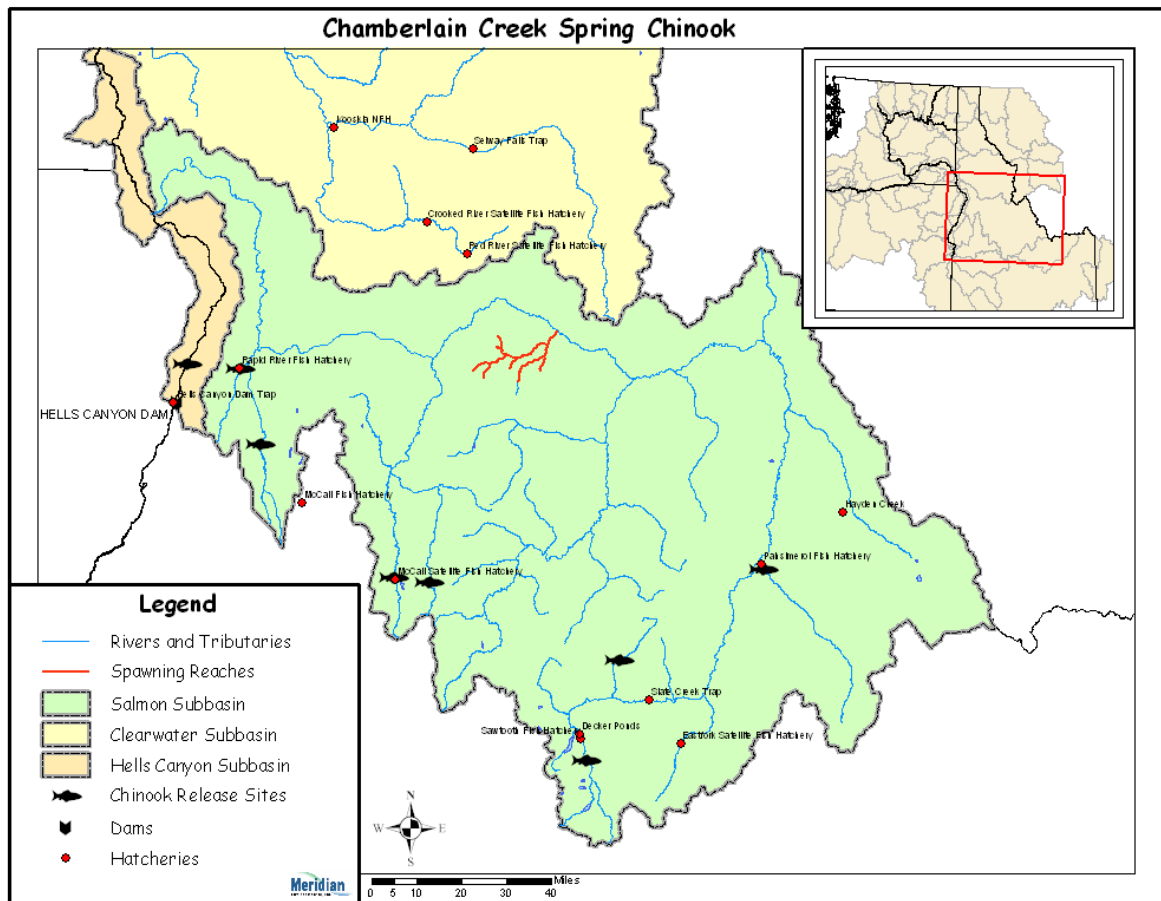 Chamberlain Creek Spring Chinook
Kooskia NFH
Selway Falls Trap
Crooked River Satellite Fish Hatchery
Red River Satellite Fish Hatchery
Rapid River Fish Hatchery
Hells Canyon Dam Trap
HELLS CANYON DAM
McCall Fish Hatchery
Hayden Creek
Pahsimeroi Fish Hatchery
McCall Satellite Fish Hatchery
Slate Creek Trap
Decker Ponds
Sawtooth Fish Hatchery
Eastfork Satellite Fish Hatchery
Legend
Rivers and Tributaries
Spawning Reaches
Salmon Subbasin
Clearwater Subbasin
Hells Canyon Subbasin
Chinook Release Sites
Dams
Hatcheries
Meridian
N
W E
S
Miles
0 5 10 20 30 40